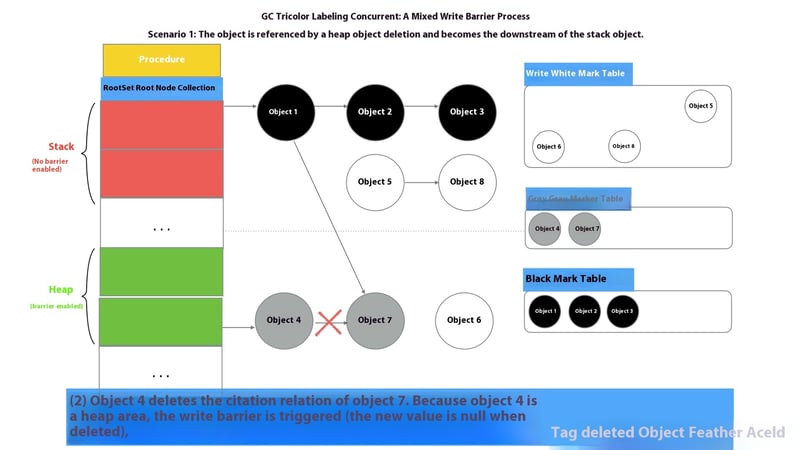 GC Tricolor Labeling Concurrent: A Mixed Write Barrier Process
Scenario 1: The object is referenced by a heap object deletion and becomes the downstream of the stack object.
Procedure
RootSet Root Node Collection
Stack
(No barrier
enabled)
. . .
Heap
(barrier enabled)
. . .
Object 1
Object 2
Object 3
Object 5
Object 8
Object 4
Object 7
Object 6
Write White Mark Table
Object 5
Object 6
Object 8
Gray Gray Marker Table
Object 4
Object 7
Black Mark Table
Object 1
Object 2
Object 3
(2) Object 4 deletes the citation relation of object 7. Because object 4 is
a heap area, the write barrier is triggered (the new value is null when
deleted),
Tag deleted Object Feather Aceld